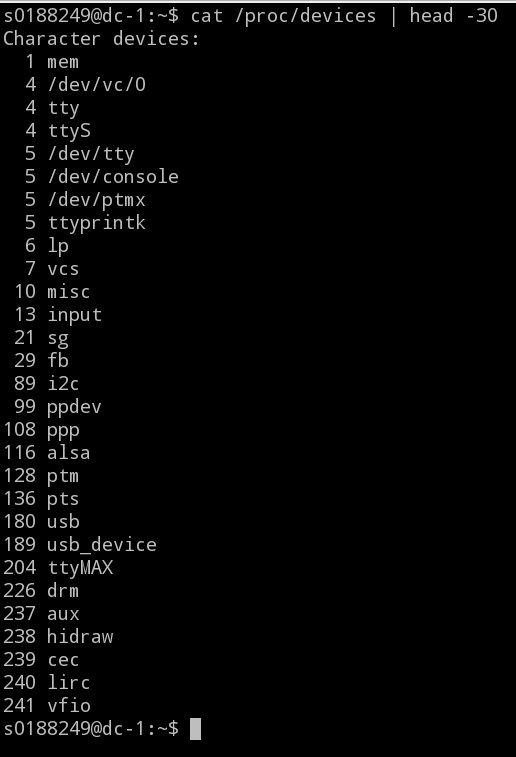 s0188249@dc-1:~$ cat /proc/devices | head -30
Character devices:
  1 mem
  4 /dev/vc/0
  4 tty
  4 ttyS
  5 /dev/tty
  5 /dev/console
  5 /dev/ptmx
  5 ttyprintk
  6 lp
  7 vcs
 10 misc
 13 input
 21 sg
 29 fb
 89 i2c
 99 ppdev
108 ppp
116 alsa
128 ptm
136 pts
180 usb
189 usb_device
204 ttyMAX
226 drm
237 aux
238 hidraw
239 cec
240 lirc
241 vfio
s0188249@dc-1:~$